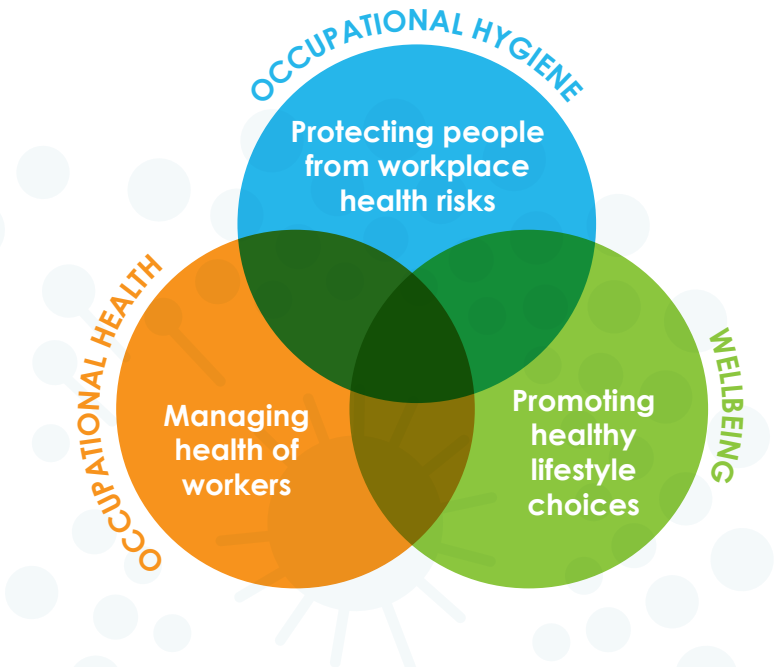 OCCUPATIONAL HYGIENE
Protecting people
from workplace
health risks
OCCUPATIONAL HEALTH
Managing
health of
workers
Promoting
healthy
lifestyle
choices
WELLBEING